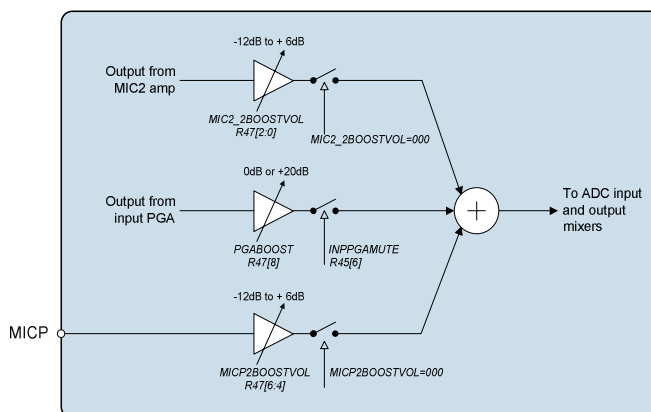 -12dB to + 6dB
Output from
MIC2 amp
MIC2_2BOOSTVOL
R47[2:0]
MIC2_2BOOSTVOL=000
0dB or +20dB
Output from
input PGA
PGABOOST
R47[8]
INPPGAMUTE
R45[6]
+
To ADC input
and output
mixers
-12dB to + 6dB
MICP
MICP2BOOSTVOL
R47[6:4]
MICP2BOOSTVOL=000